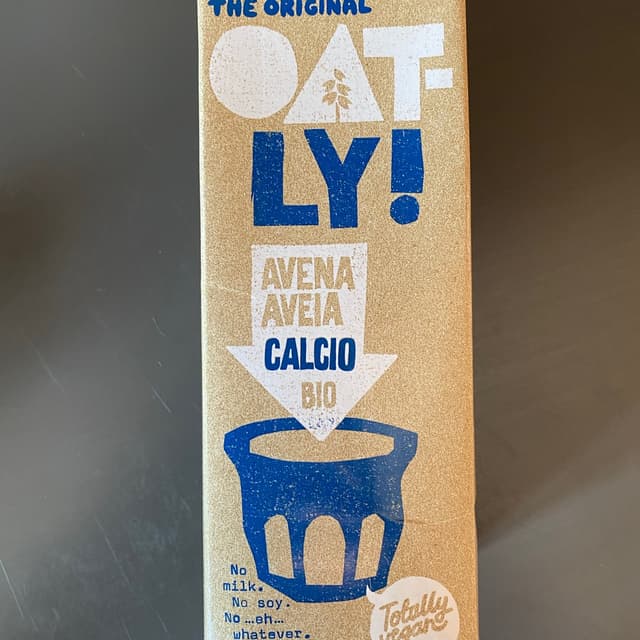 THE ORIGINAL
OAT-
LY!
AVENA
AVEIA
CALCIO
BIO
No
milk.
No soy.
No ...eh...
whatever.
Totally
vegan